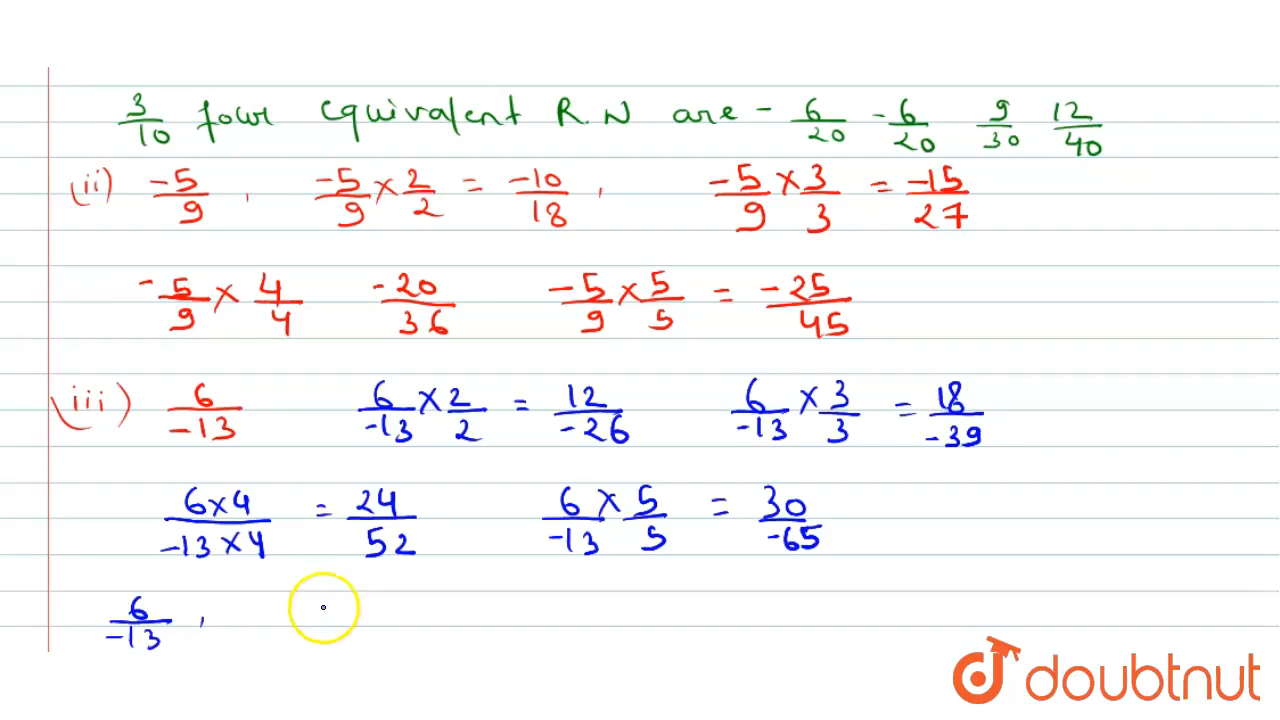 3/10 four equivalent R.N are - 6/20 -6/20 9/30 12/40
(ii) -5/9 , -5/9 × 2/2 = -10/18 , -5/9 × 3/3 = -15/27
-5/9 × 4/4 -20/36 -5/9 × 5/5 = -25/45
(iii) 6/-13 6/-13 × 2/2 = 12/-26 6/-13 × 3/3 = 18/-39
6×4/-13×4 = 24/52 6/-13 × 5/5 = 30/-65
6/-13 ,
doubtnut